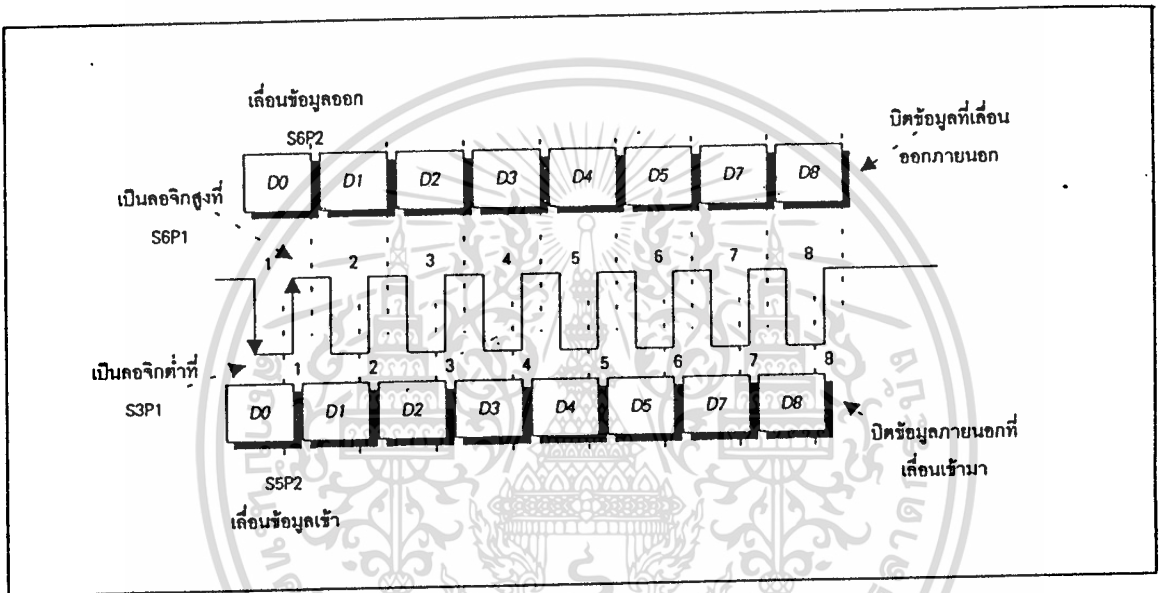 เลื่อนข้อมูลออก
S6P2
บิตข้อมูลที่เลื่อน
ออกภายนอก
D0 D1 D2 D3 D4 D5 D7 D8
เป็นลอจิกสูงที่
S6P1
1 2 3 4 5 6 7 8
เป็นลอจิกต่ำที่
S3P1
1 2 3 4 5 6 7 8
D0 D1 D2 D3 D4 D5 D7 D8
บิตข้อมูลภายนอกที่
เลื่อนเข้ามา
S5P2
เลื่อนข้อมูลเข้า